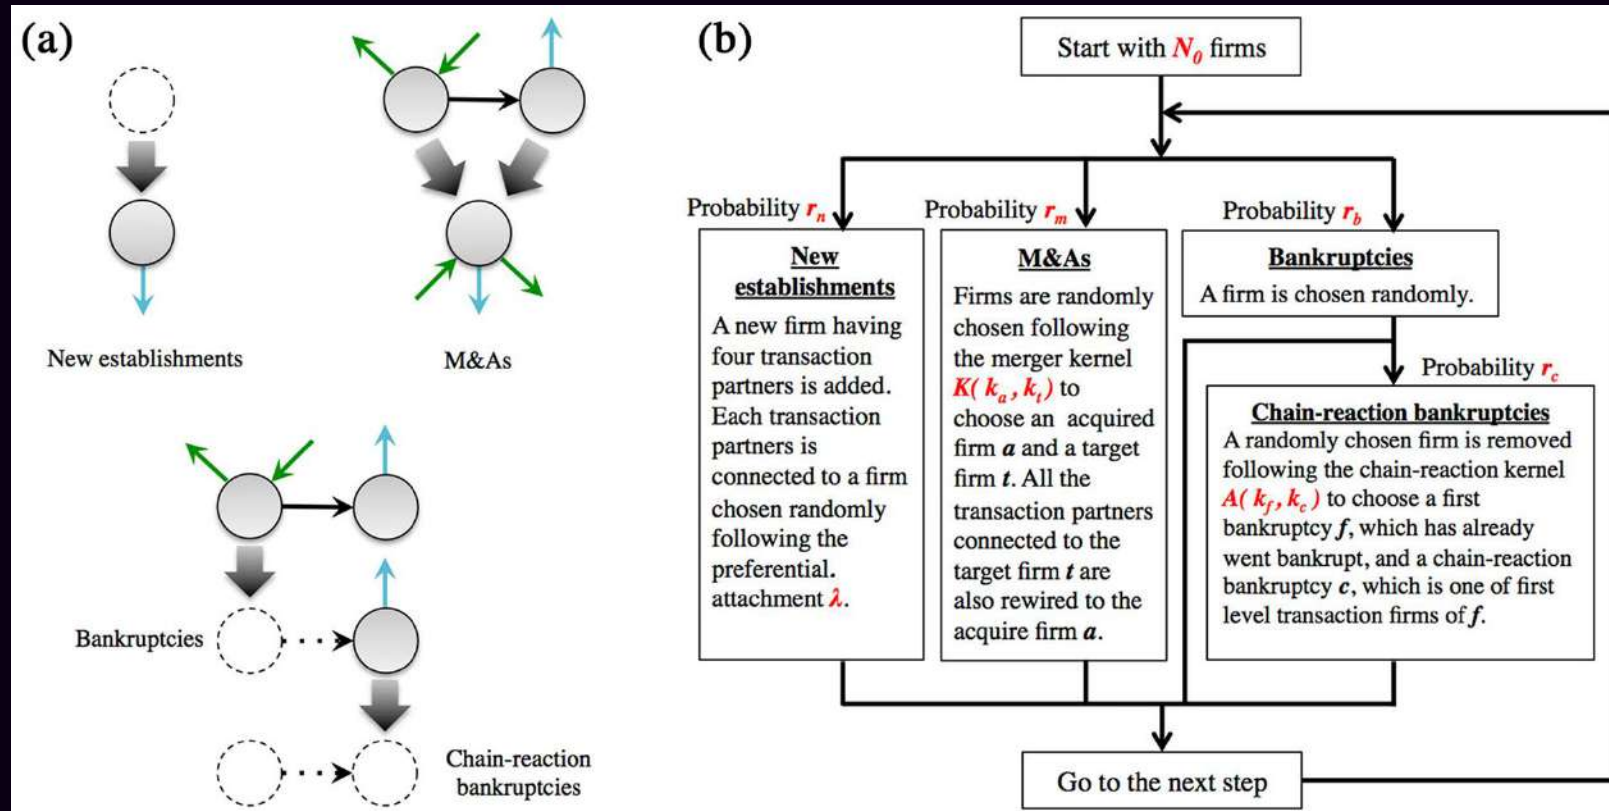 (a)
New establishments
M&As
Bankruptcies
Chain-reaction
bankruptcies
(b)
Start with N₀ firms
Probability rₙ
New
establishments
A new firm having
four transaction
partners is added.
Each transaction
partners is
connected to a firm
chosen randomly
following the
preferential.
attachment λ.
Probability rₘ
M&As
Firms are randomly
chosen following
the merger kernel
K( kₐ , kₜ ) to
choose an acquired
firm a and a target
firm t. All the
transaction partners
connected to the
target firm t are
also rewired to the
acquire firm a.
Probability r_b
Bankruptcies
A firm is chosen randomly.
Probability r_c
Chain-reaction bankruptcies
A randomly chosen firm is removed
following the chain-reaction kernel
A( k_f , k_c ) to choose a first
bankruptcy f, which has already
went bankrupt, and a chain-reaction
bankruptcy c, which is one of first
level transaction firms of f.
Go to the next step